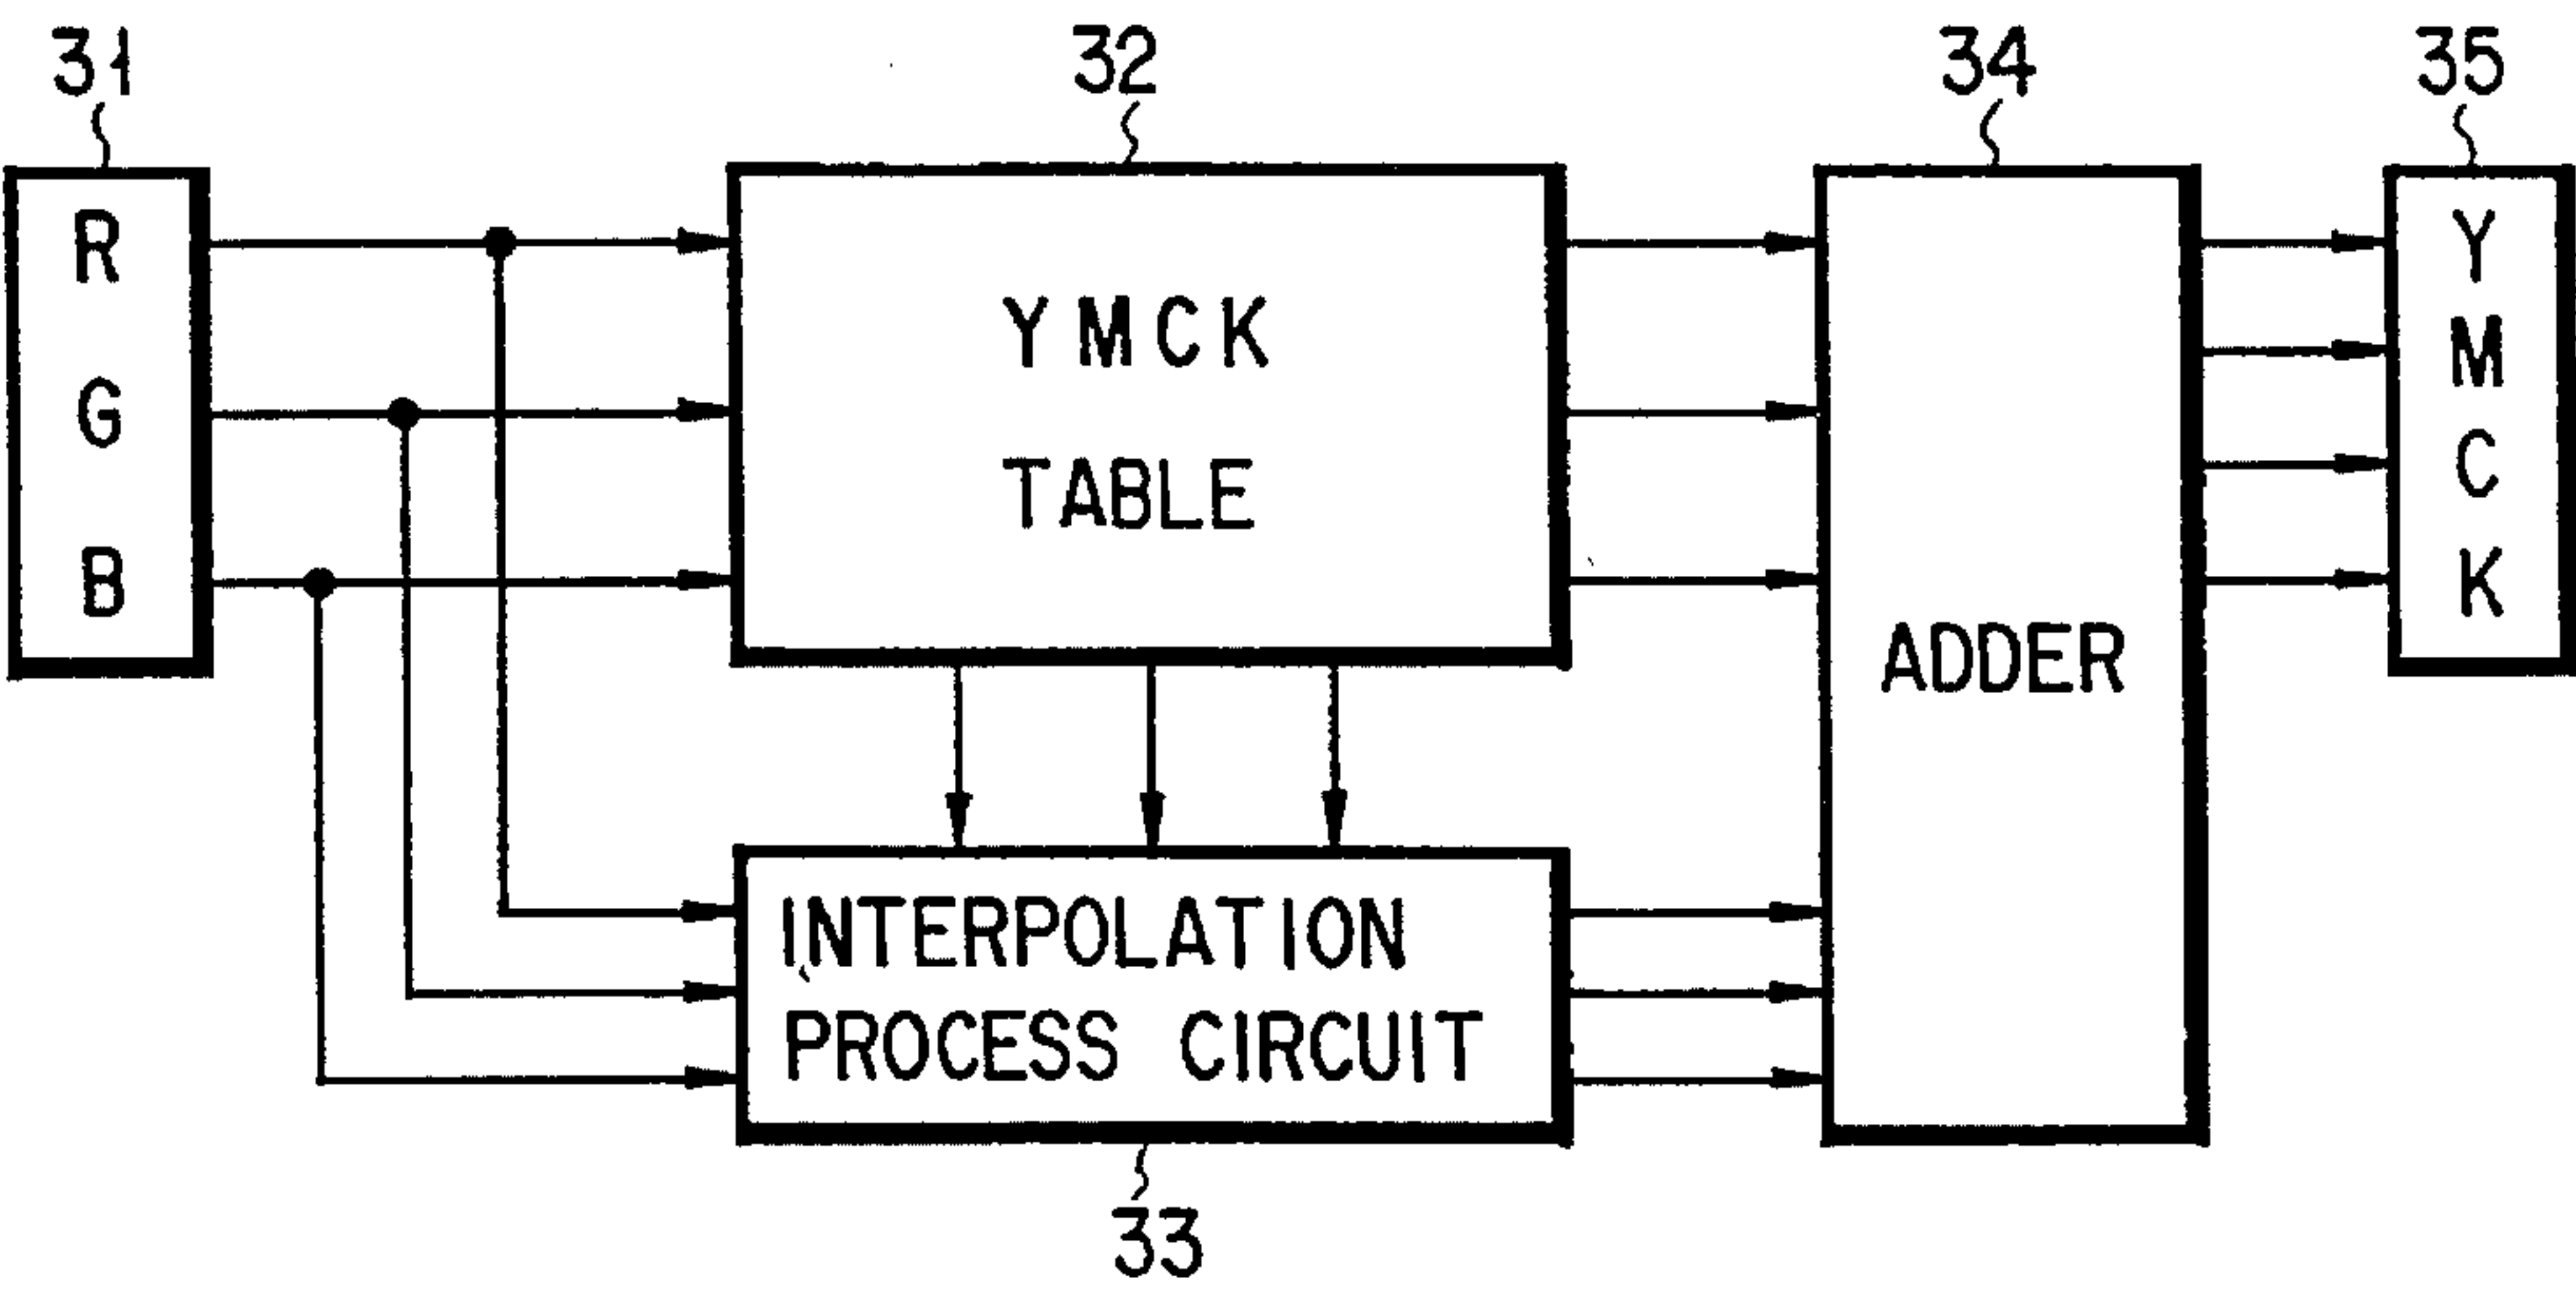 31
32
34
35
R
G
B
YMCK
TABLE
ADDER
Y
M
C
K
INTERPOLATION
PROCESS CIRCUIT
33